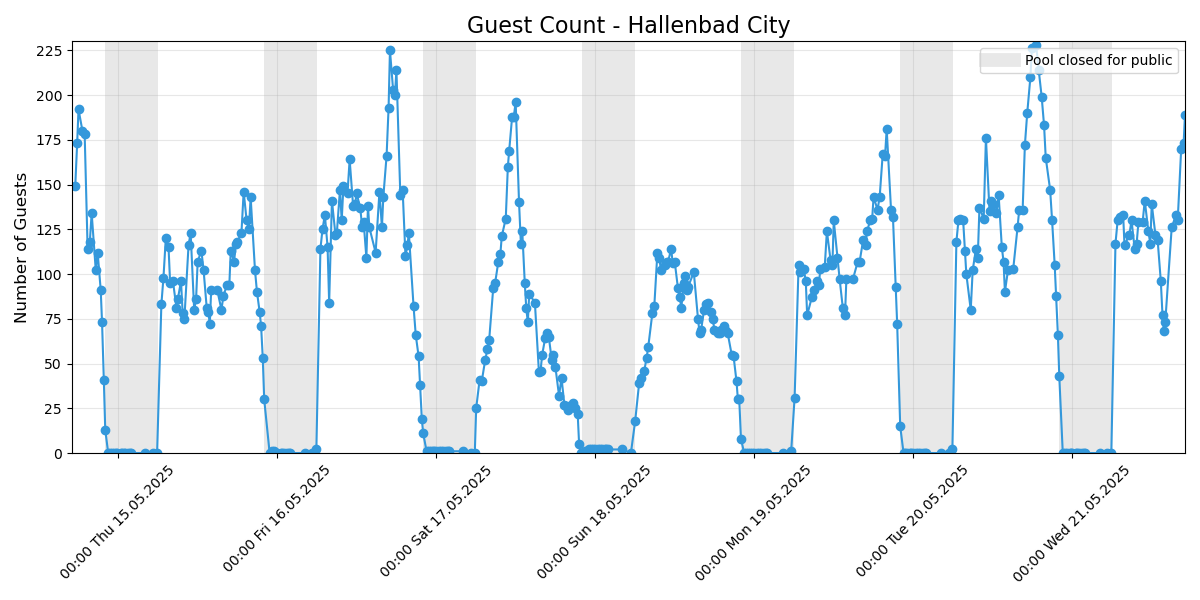 Guest Count - Hallenbad City
Pool closed for public
Number of Guests
225
200
175
150
125
100
75
50
25
0
00:00 Thu 15.05.2025
00:00 Fri 16.05.2025
00:00 Sat 17.05.2025
00:00 Sun 18.05.2025
00:00 Mon 19.05.2025
00:00 Tue 20.05.2025
00:00 Wed 21.05.2025